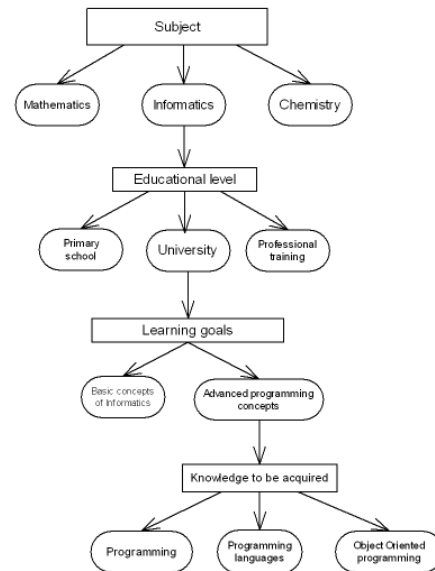 Subject
Mathematics
Informatics
Chemistry
Educational level
Primary
school
University
Professional
training
Learning goals
Basic concepts
of Informatics
Advanced programming
concepts
Knowledge to be acquired
Programming
Programming
languages
Object Oriented
programming